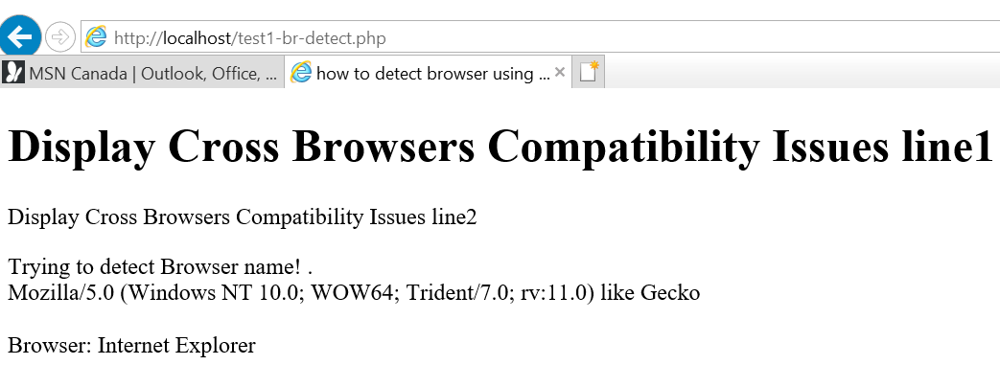 http://localhost/test1-br-detect.php
MSN Canada | Outlook, Office, ... how to detect browser using ...
Display Cross Browsers Compatibility Issues line1
Display Cross Browsers Compatibility Issues line2
Trying to detect Browser name! .
Mozilla/5.0 (Windows NT 10.0; WOW64; Trident/7.0; rv:11.0) like Gecko
Browser: Internet Explorer